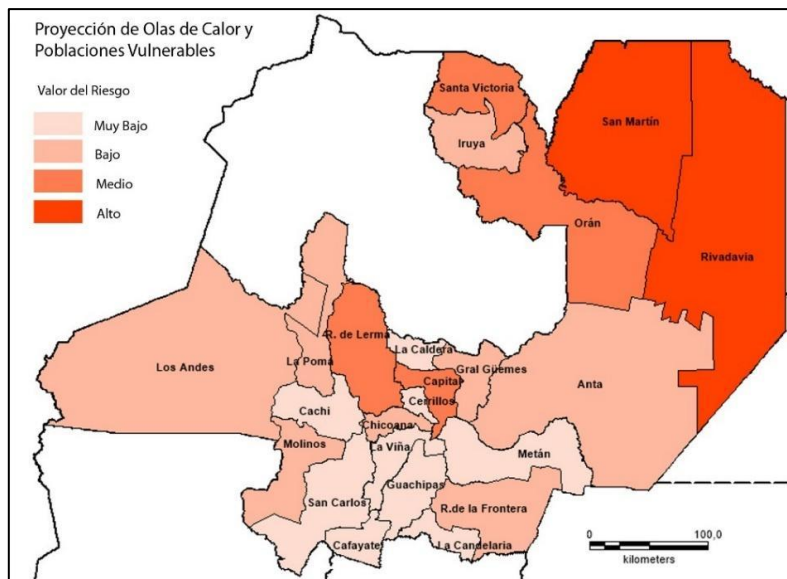 Proyección de Olas de Calor y
Poblaciones Vulnerables
Valor del Riesgo
Muy Bajo
Bajo
Medio
Alto
Santa Victoria
San Martín
Iruya
Orán
Rivadavia
R. de Lerma
La Caldera
Los Andes
La Poma
Gral Güemes
Capital
Anta
Cachi
Cerrillos
Chicoana
Molinos
La Viña
Metán
Guachipas
San Carlos
R.de la Frontera
Cafayate
La Candelaria
0
100,0
kilometers